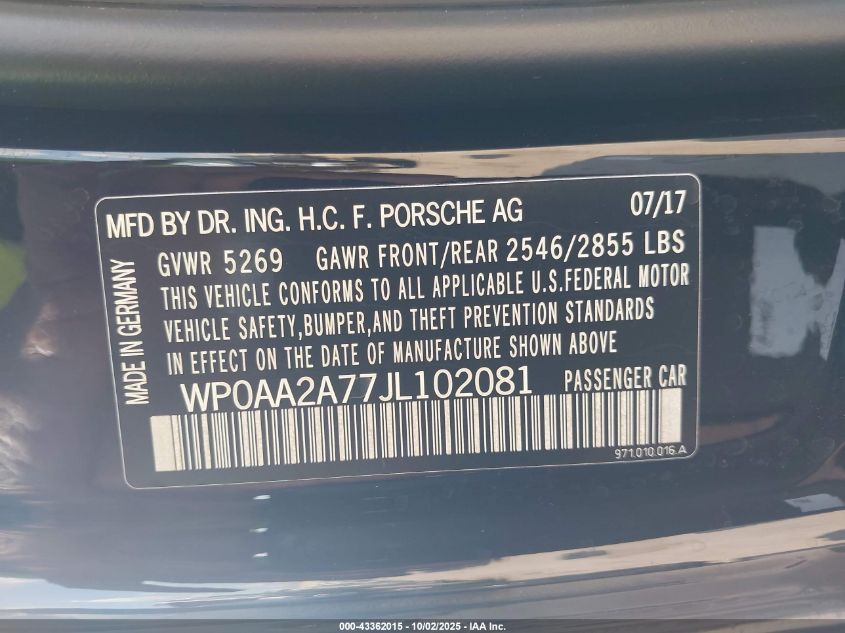 MFD BY DR. ING. H.C. F. PORSCHE AG 07/17
GVWR 5269 GAWR FRONT/REAR 2546/2855 LBS
THIS VEHICLE CONFORMS TO ALL APPLICABLE U.S.FEDERAL MOTOR
VEHICLE SAFETY,BUMPER,AND THEFT PREVENTION STANDARDS
IN EFFECT ON THE DATE OF MANUFACTURE SHOWN ABOVE
MADE IN GERMANY
WP0AA2A77JL102081 PASSENGER CAR
971.010.016.A
000-43362015 - 10/02/2025 - IAA Inc.